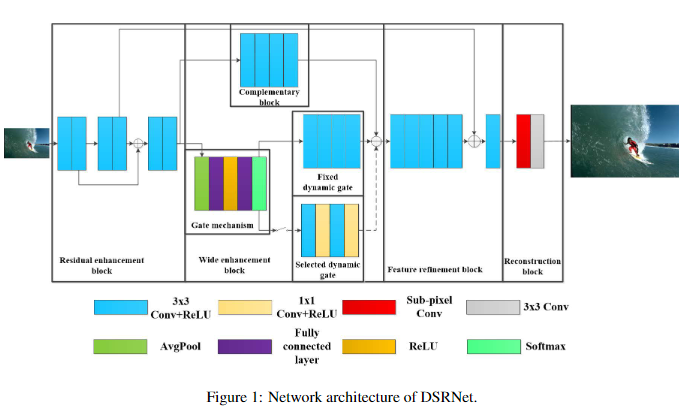 Complementary
block
Fixed
dynamic gate
Gate mechanism
Residual enhancement
block
Wide enhancement
block
Selected dynamic
gate
Feature refinement block
Reconstruction
block
3x3
Conv+ReLU
1x1
Conv+ReLU
Sub-pixel
Conv
3x3 Conv
AvgPool
Fully
connected
layer
ReLU
Softmax
Figure 1: Network architecture of DSRNet.